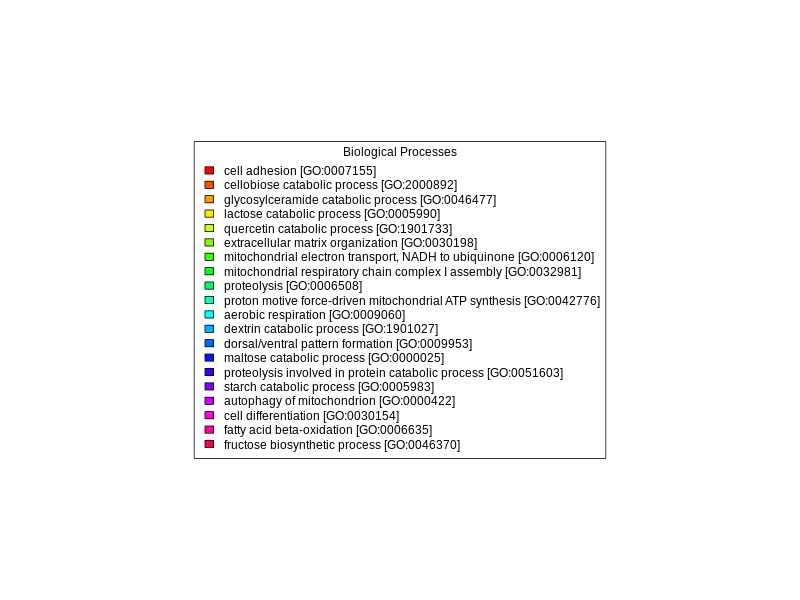 Biological Processes
cell adhesion [GO:0007155]
cellobiose catabolic process [GO:2000892]
glycosylceramide catabolic process [GO:0046477]
lactose catabolic process [GO:0005990]
quercetin catabolic process [GO:1901733]
extracellular matrix organization [GO:0030198]
mitochondrial electron transport, NADH to ubiquinone [GO:0006120]
mitochondrial respiratory chain complex I assembly [GO:0032981]
proteolysis [GO:0006508]
proton motive force-driven mitochondrial ATP synthesis [GO:0042776]
aerobic respiration [GO:0009060]
dextrin catabolic process [GO:1901027]
dorsal/ventral pattern formation [GO:0009953]
maltose catabolic process [GO:0000025]
proteolysis involved in protein catabolic process [GO:0051603]
starch catabolic process [GO:0005983]
autophagy of mitochondrion [GO:0000422]
cell differentiation [GO:0030154]
fatty acid beta-oxidation [GO:0006635]
fructose biosynthetic process [GO:0046370]